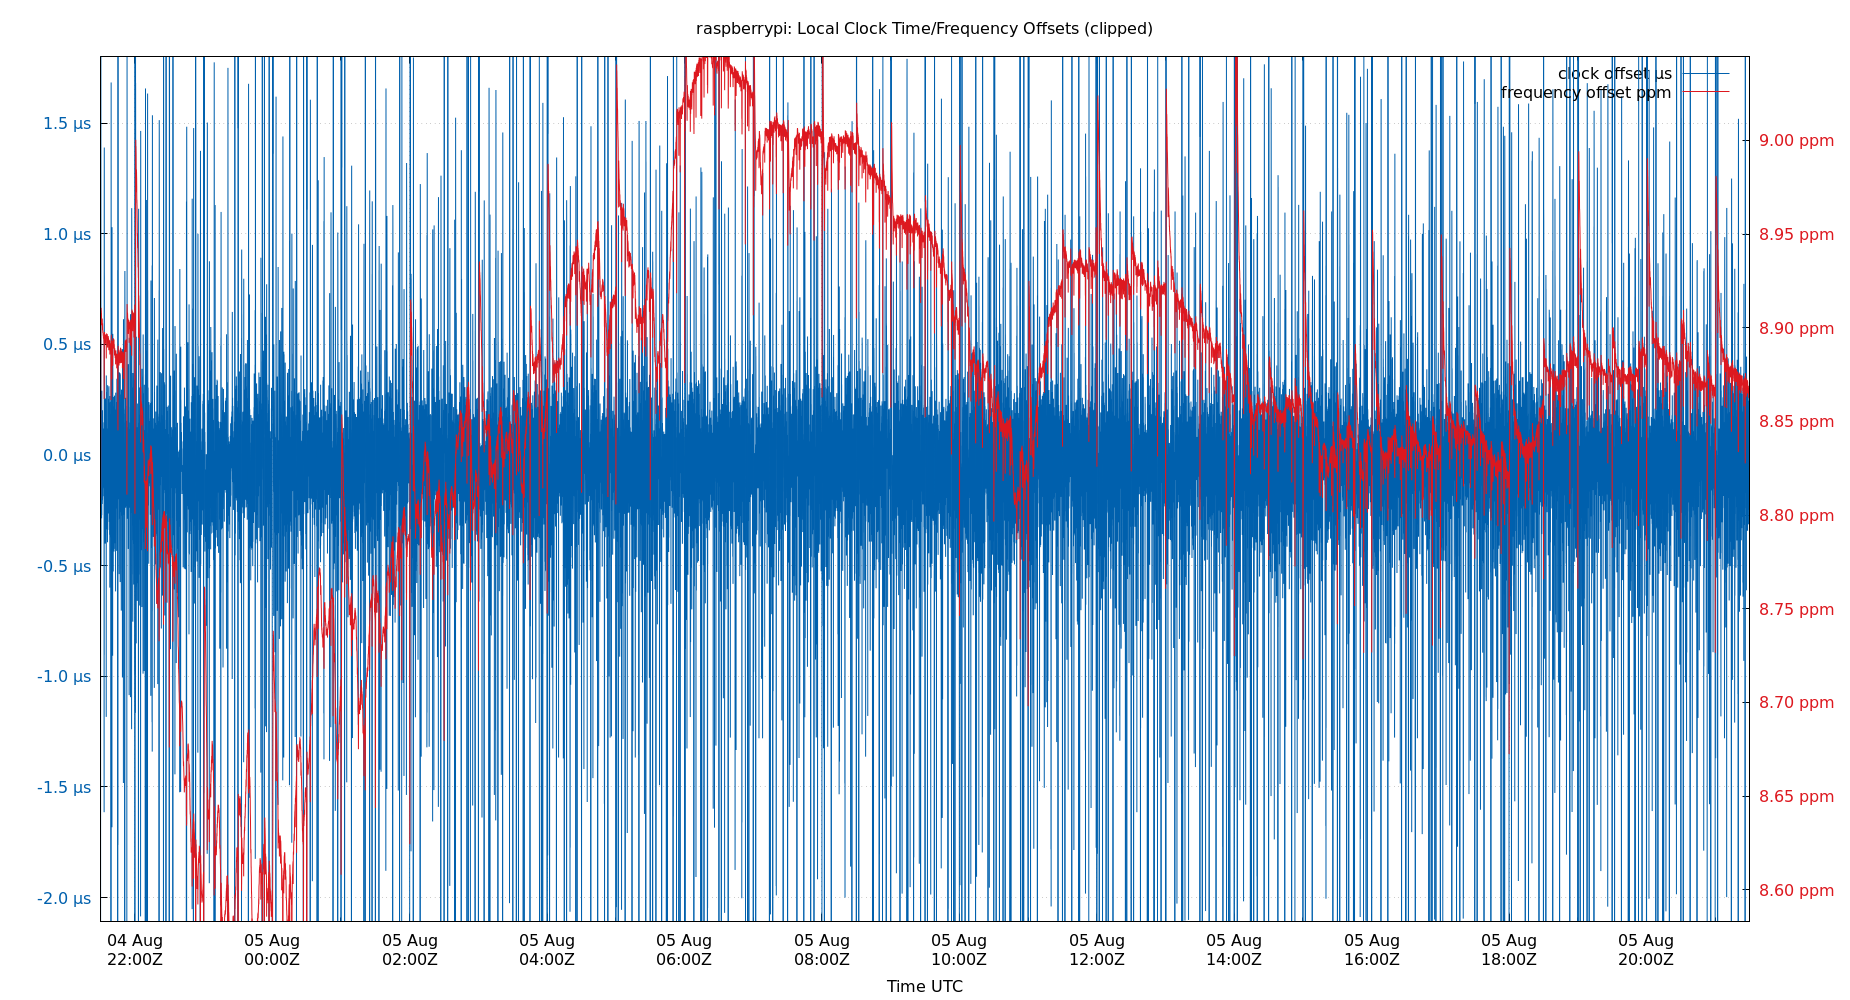 raspberrypi: Local Clock Time/Frequency Offsets (clipped)
clock offset µs
frequency offset ppm
1.5 µs
1.0 µs
0.5 µs
0.0 µs
-0.5 µs
-1.0 µs
-1.5 µs
-2.0 µs
9.00 ppm
8.95 ppm
8.90 ppm
8.85 ppm
8.80 ppm
8.75 ppm
8.70 ppm
8.65 ppm
8.60 ppm
04 Aug 05 Aug 05 Aug 05 Aug 05 Aug 05 Aug 05 Aug 05 Aug 05 Aug 05 Aug 05 Aug 05 Aug
22:00Z 00:00Z 02:00Z 04:00Z 06:00Z 08:00Z 10:00Z 12:00Z 14:00Z 16:00Z 18:00Z 20:00Z
Time UTC